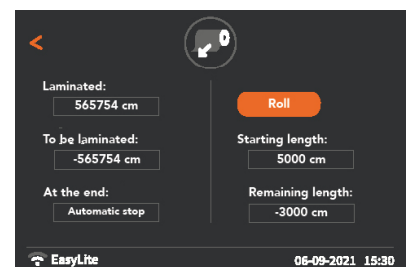 <
Laminated:
565754 cm
To be laminated:
-565754 cm
At the end:
Automatic stop
Roll
Starting length:
5000 cm
Remaining length:
-3000 cm
EasyLite
06-09-2021 15:30